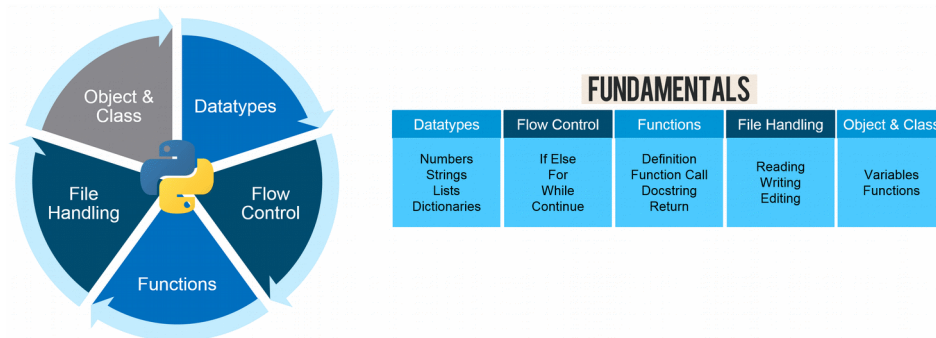 Object &
Class
Datatypes
File
Handling
Flow
Control
Functions
FUNDAMENTALS
Datatypes
Flow Control
Functions
File Handling
Object & Class
Numbers
Strings
Lists
Dictionaries
If Else
For
While
Continue
Definition
Function Call
Docstring
Return
Reading
Writing
Editing
Variables
Functions